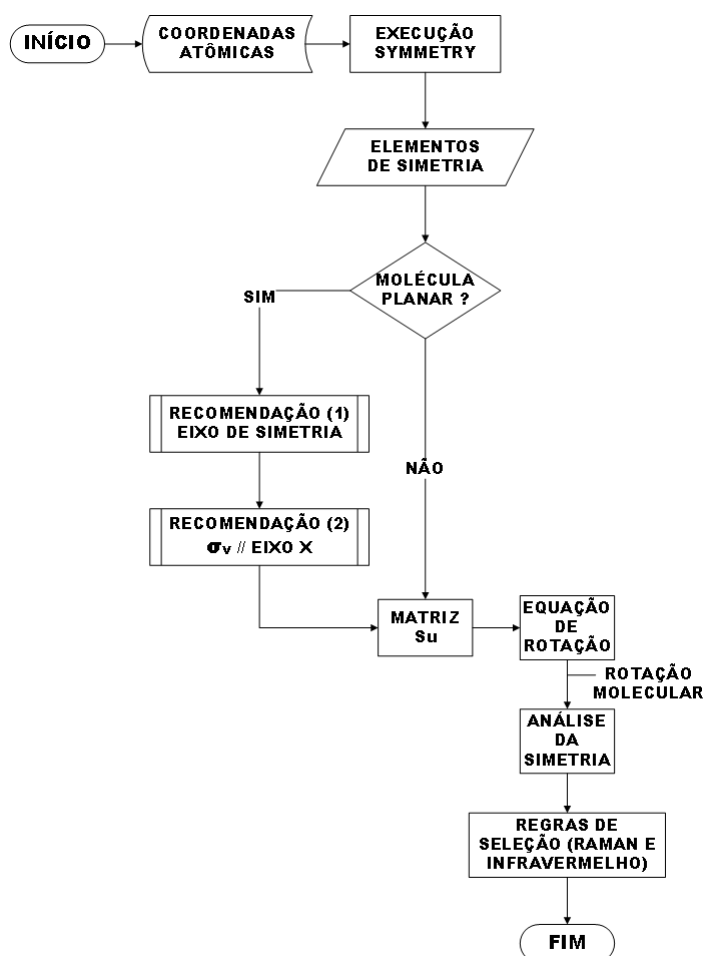 INÍCIO
COORDENADAS
ATÔMICAS
EXECUÇÃO
SYMMETRY
ELEMENTOS
DE SIMETRIA
MOLÉCULA
PLANAR ?
SIM
RECOMENDAÇÃO (1)
EIXO DE SIMETRIA
NÃO
RECOMENDAÇÃO (2)
σv // EIXO X
MATRIZ
Su
EQUAÇÃO
DE
ROTAÇÃO
ROTAÇÃO
MOLECULAR
ANÁLISE
DA
SIMETRIA
REGRAS DE
SELEÇÃO (RAMAN E
INFRAVERMELHO)
FIM